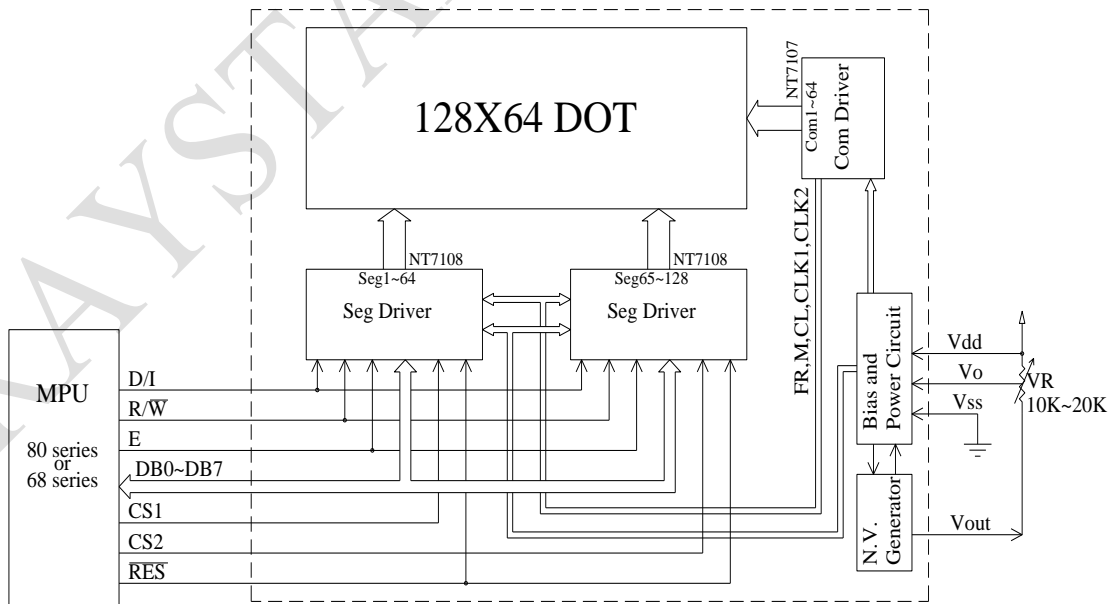 RAYSTA
128X64 DOT
NT7107
Com1~64
Com Driver
NT7108
Seg1~64
Seg Driver
NT7108
Seg65~128
Seg Driver
FR,M,CL,CLK1,CLK2
Bias and
Power Circuit
Vdd
Vo
Vss
VR
10K~20K
N.V.
Generator
Vout
MPU
80 series
or
68 series
D/I
R/W̅
E
DB0~DB7
CS1
CS2
R̅E̅S̅